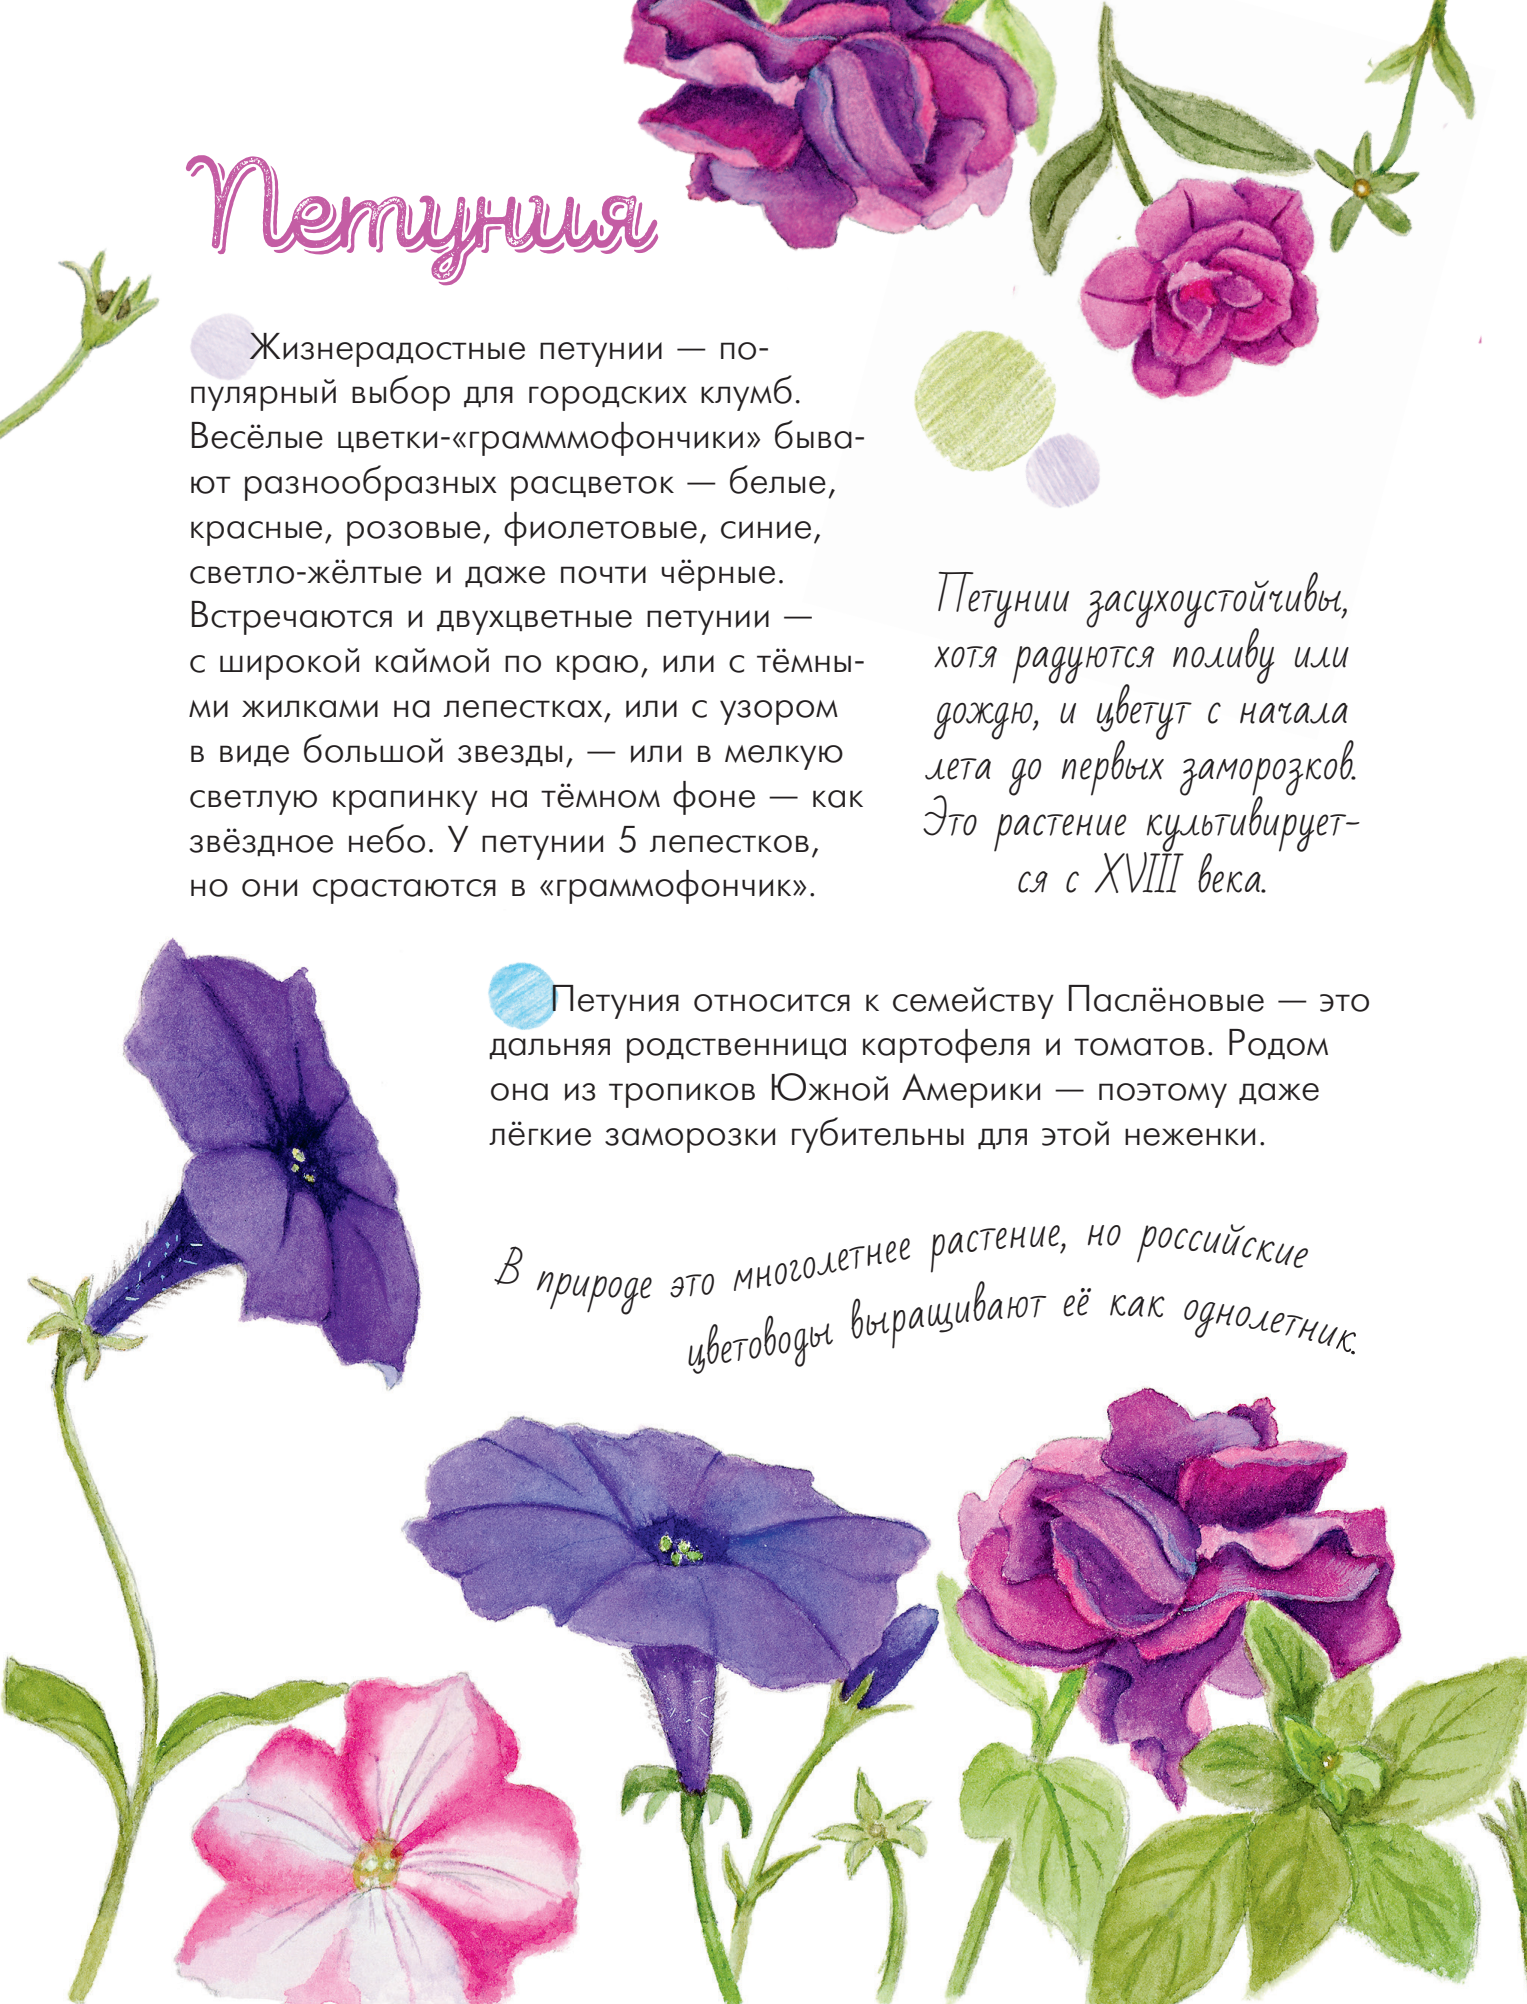 Петуния
Жизнерадостные петунии — по-
пулярный выбор для городских клумб.
Весёлые цветки-«грамммофончики» быва-
ют разнообразных расцветок — белые,
красные, розовые, фиолетовые, синие,
светло-жёлтые и даже почти чёрные.
Встречаются и двухцветные петунии —
с широкой каймой по краю, или с тёмны-
ми жилками на лепестках, или с узором
в виде большой звезды, — или в мелкую
светлую крапинку на тёмном фоне — как
звёздное небо. У петунии 5 лепестков,
но они срастаются в «граммофончик».
Петунии засухоустойчивы,
хотя радуются поливу или
дождю, и цветут с начала
лета до первых заморозков.
Это растение культивирует-
ся с XVIII века.
Петуния относится к семейству Паслёновые — это
дальняя родственница картофеля и томатов. Родом
она из тропиков Южной Америки — поэтому даже
лёгкие заморозки губительны для этой неженки.
В природе это многолетнее растение, но российские
цветоводы выращивают её как однолетник.